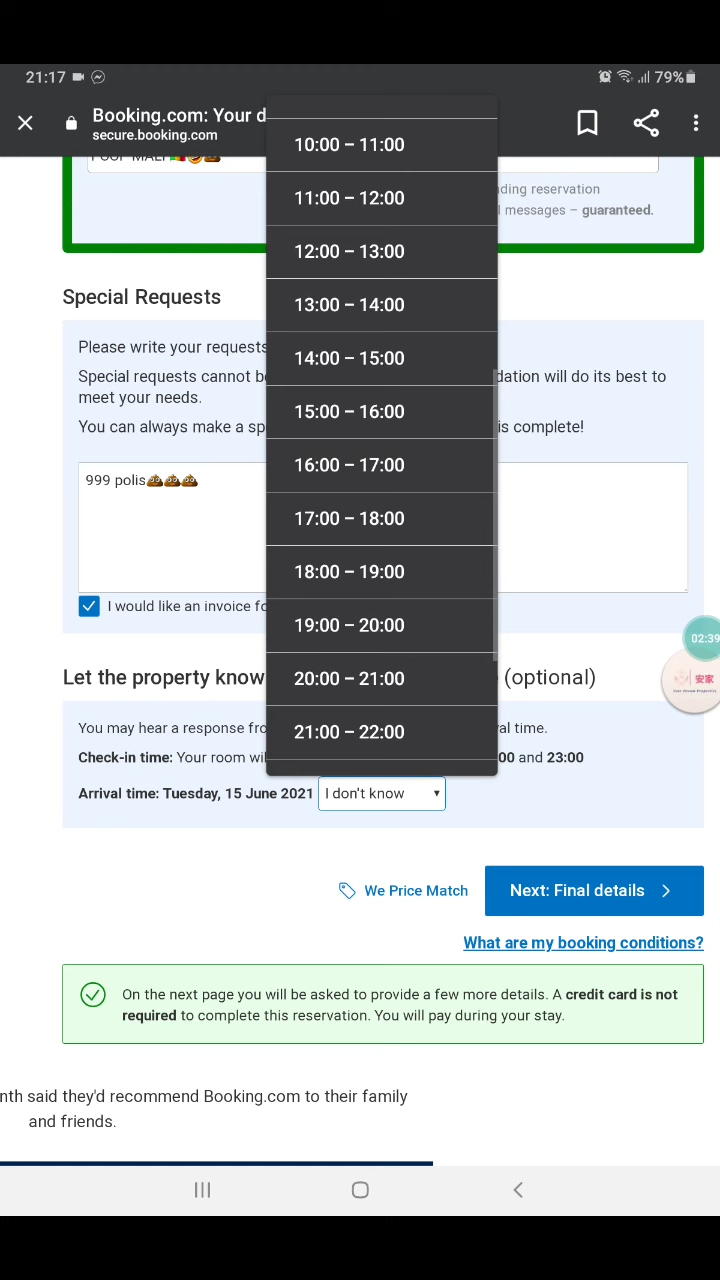 21:17
79%
Booking.com: Your d
secure.booking.com
10:00 – 11:00
11:00 – 12:00
nding reservation
messages – guaranteed.
12:00 – 13:00
Special Requests
13:00 – 14:00
Please write your requests
14:00 – 15:00
Special requests cannot b
dation will do its best to
meet your needs.
15:00 – 16:00
You can always make a sp
is complete!
16:00 – 17:00
999 polis💩💩💩
17:00 – 18:00
18:00 – 19:00
I would like an invoice fo
19:00 – 20:00
02:39
安家
Let the property know
20:00 – 21:00
(optional)
You may hear a response fro
21:00 – 22:00
val time.
Check-in time: Your room wil
00 and 23:00
Arrival time: Tuesday, 15 June 2021 I don't know
We Price Match
Next: Final details
What are my booking conditions?
On the next page you will be asked to provide a few more details. A credit card is not
required to complete this reservation. You will pay during your stay.
nth said they'd recommend Booking.com to their family
and friends.